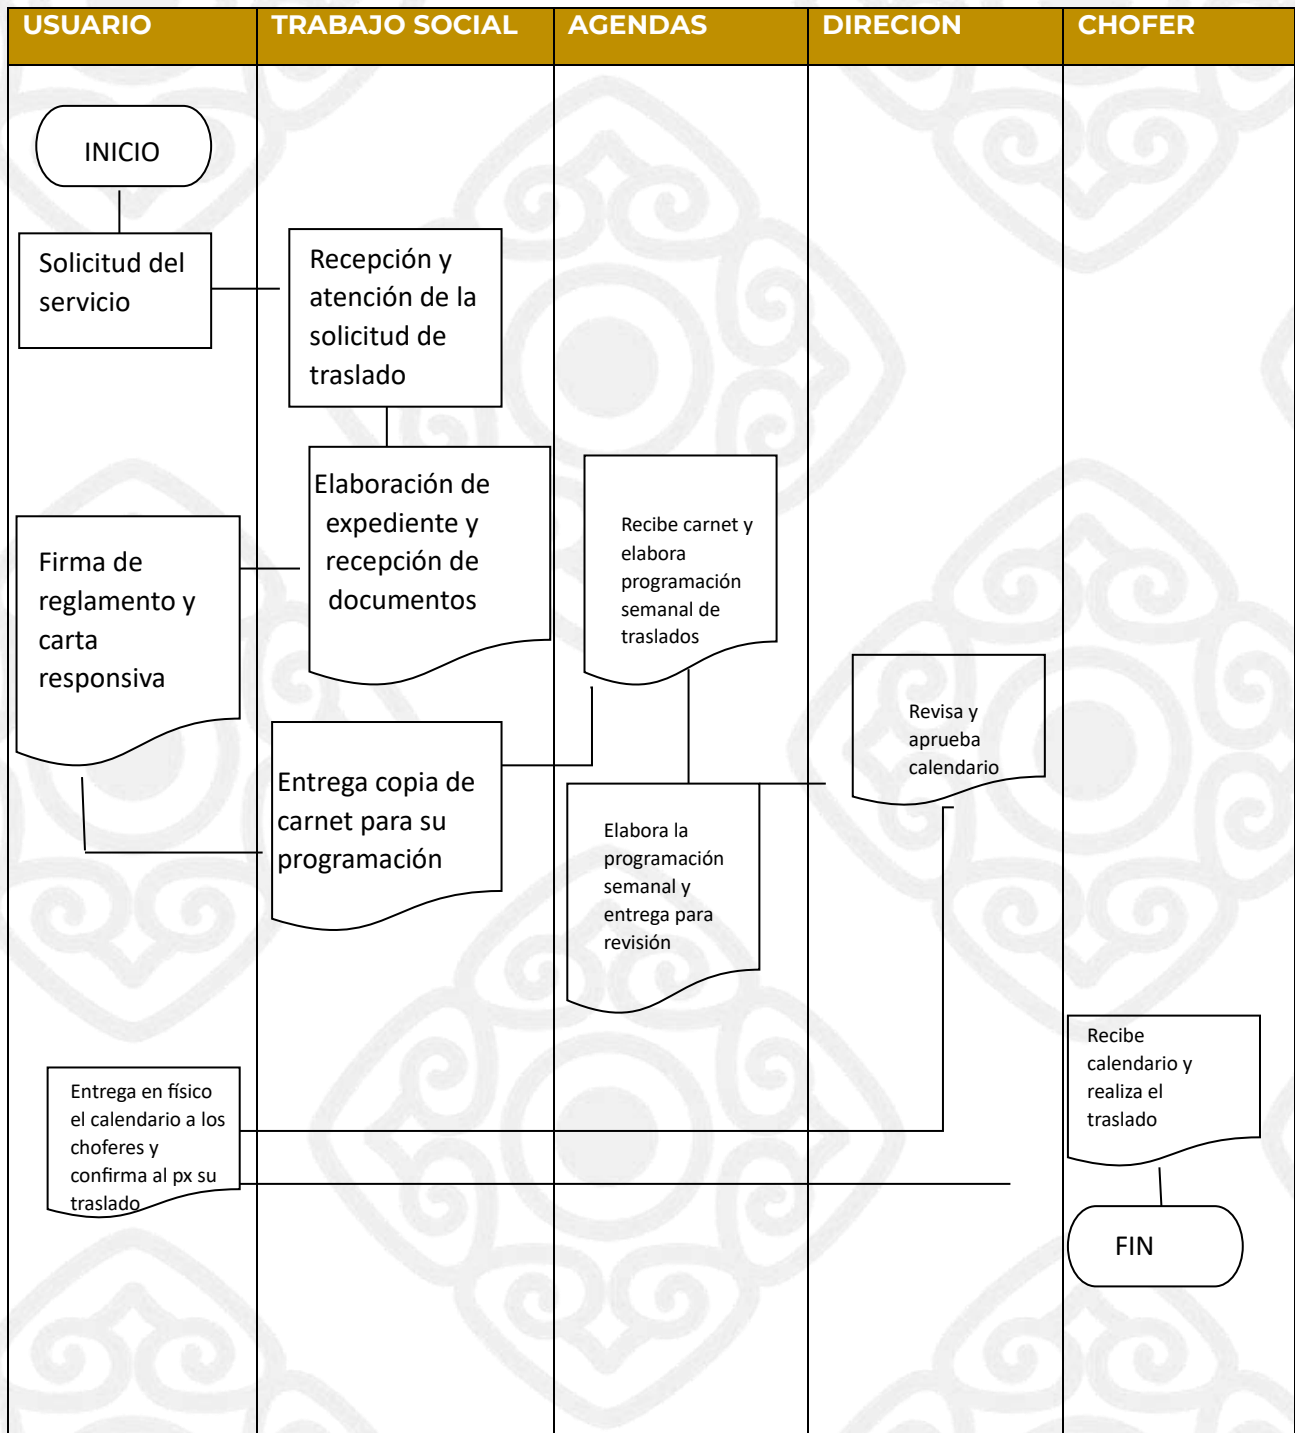 USUARIO
TRABAJO SOCIAL
AGENDAS
DIRECION
CHOFER
INICIO
Solicitud del
servicio
Recepción y
atención de la
solicitud de
traslado
Elaboración de
expediente y
recepción de
documentos
Firma de
reglamento y
carta
responsiva
Entrega copia de
carnet para su
programación
Recibe carnet y
elabora
programación
semanal de
traslados
Elabora la
programación
semanal y
entrega para
revisión
Revisa y
aprueba
calendario
Entrega en físico
el calendario a los
choferes y
confirma al px su
traslado
Recibe
calendario y
realiza el
traslado
FIN